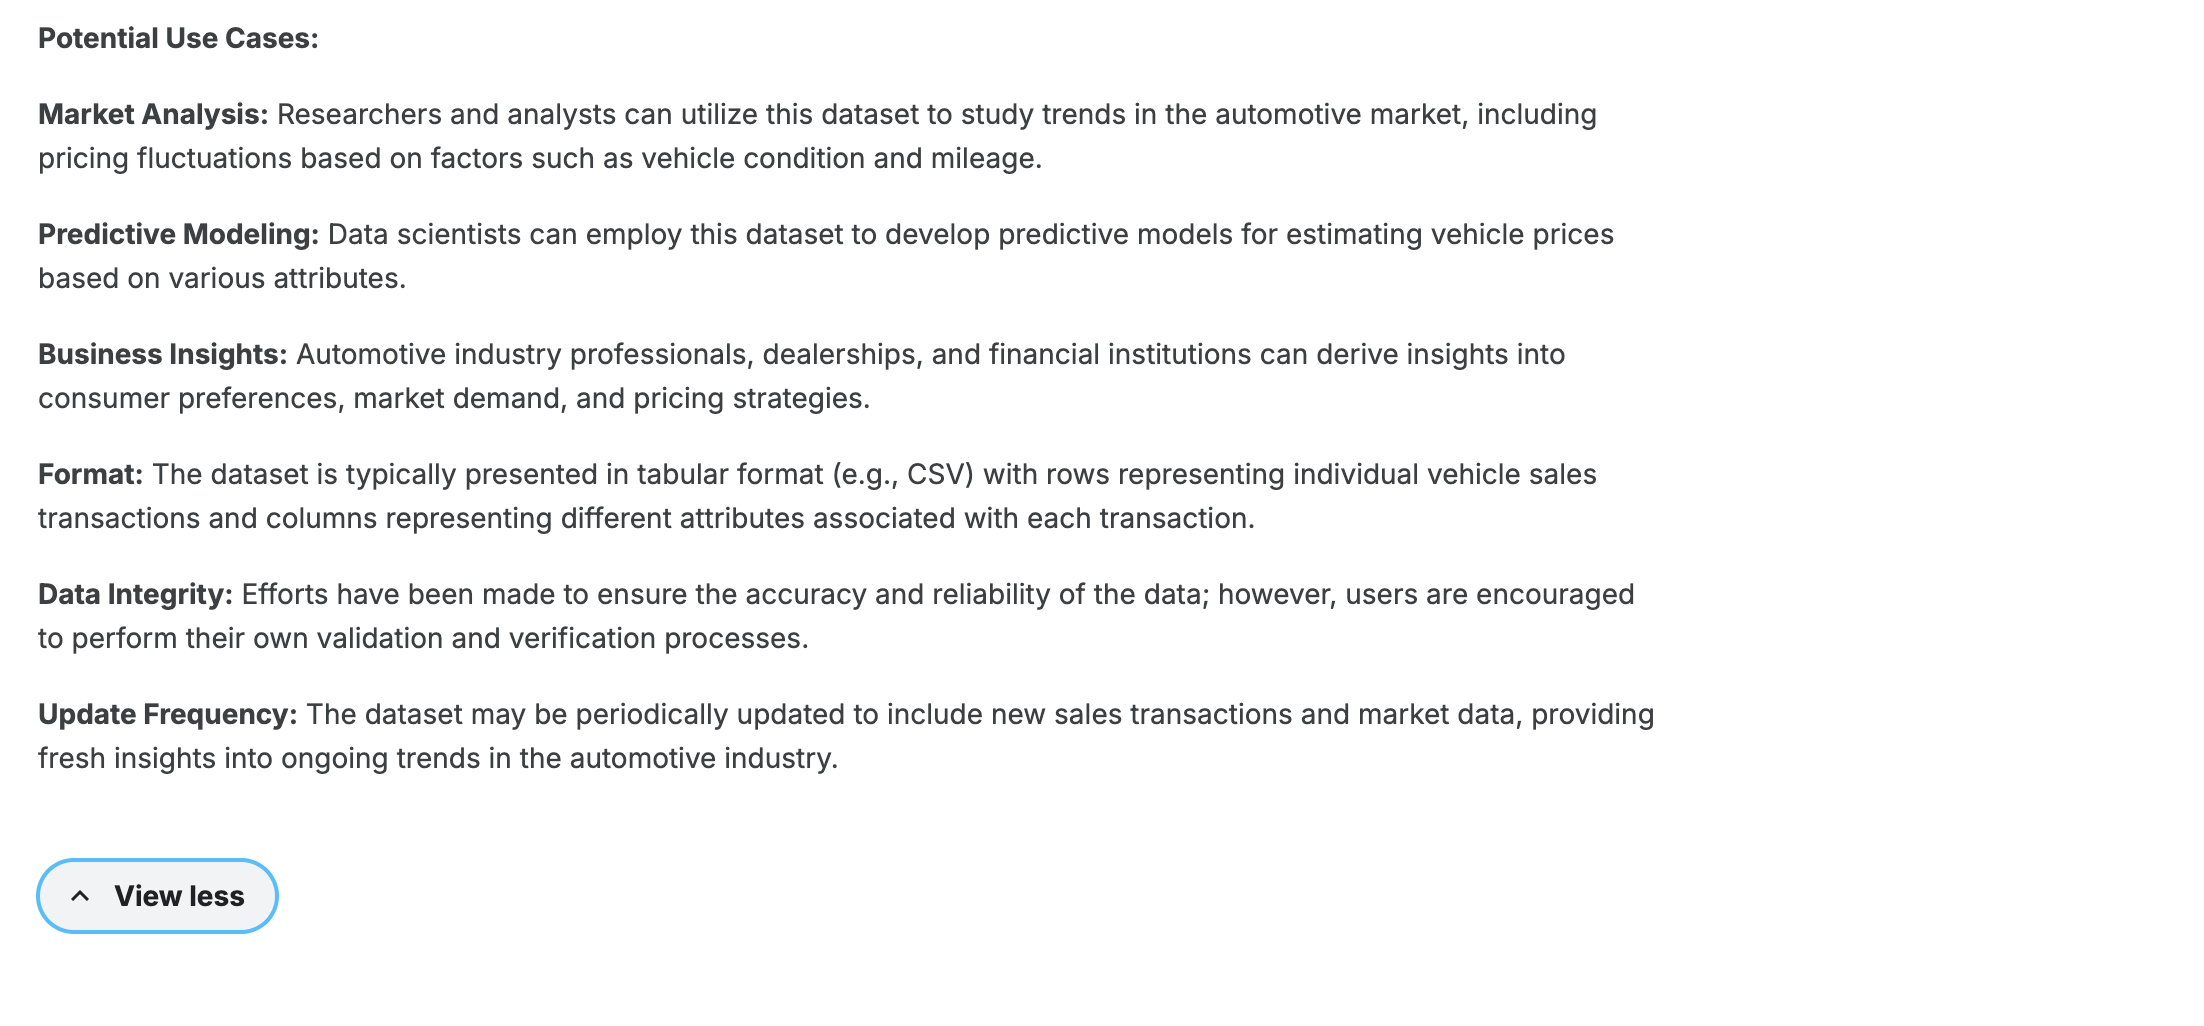 Potential Use Cases:
Market Analysis: Researchers and analysts can utilize this dataset to study trends in the automotive market, including
pricing fluctuations based on factors such as vehicle condition and mileage.
Predictive Modeling: Data scientists can employ this dataset to develop predictive models for estimating vehicle prices
based on various attributes.
Business Insights: Automotive industry professionals, dealerships, and financial institutions can derive insights into
consumer preferences, market demand, and pricing strategies.
Format: The dataset is typically presented in tabular format (e.g., CSV) with rows representing individual vehicle sales
transactions and columns representing different attributes associated with each transaction.
Data Integrity: Efforts have been made to ensure the accuracy and reliability of the data; however, users are encouraged
to perform their own validation and verification processes.
Update Frequency: The dataset may be periodically updated to include new sales transactions and market data, providing
fresh insights into ongoing trends in the automotive industry.
View less